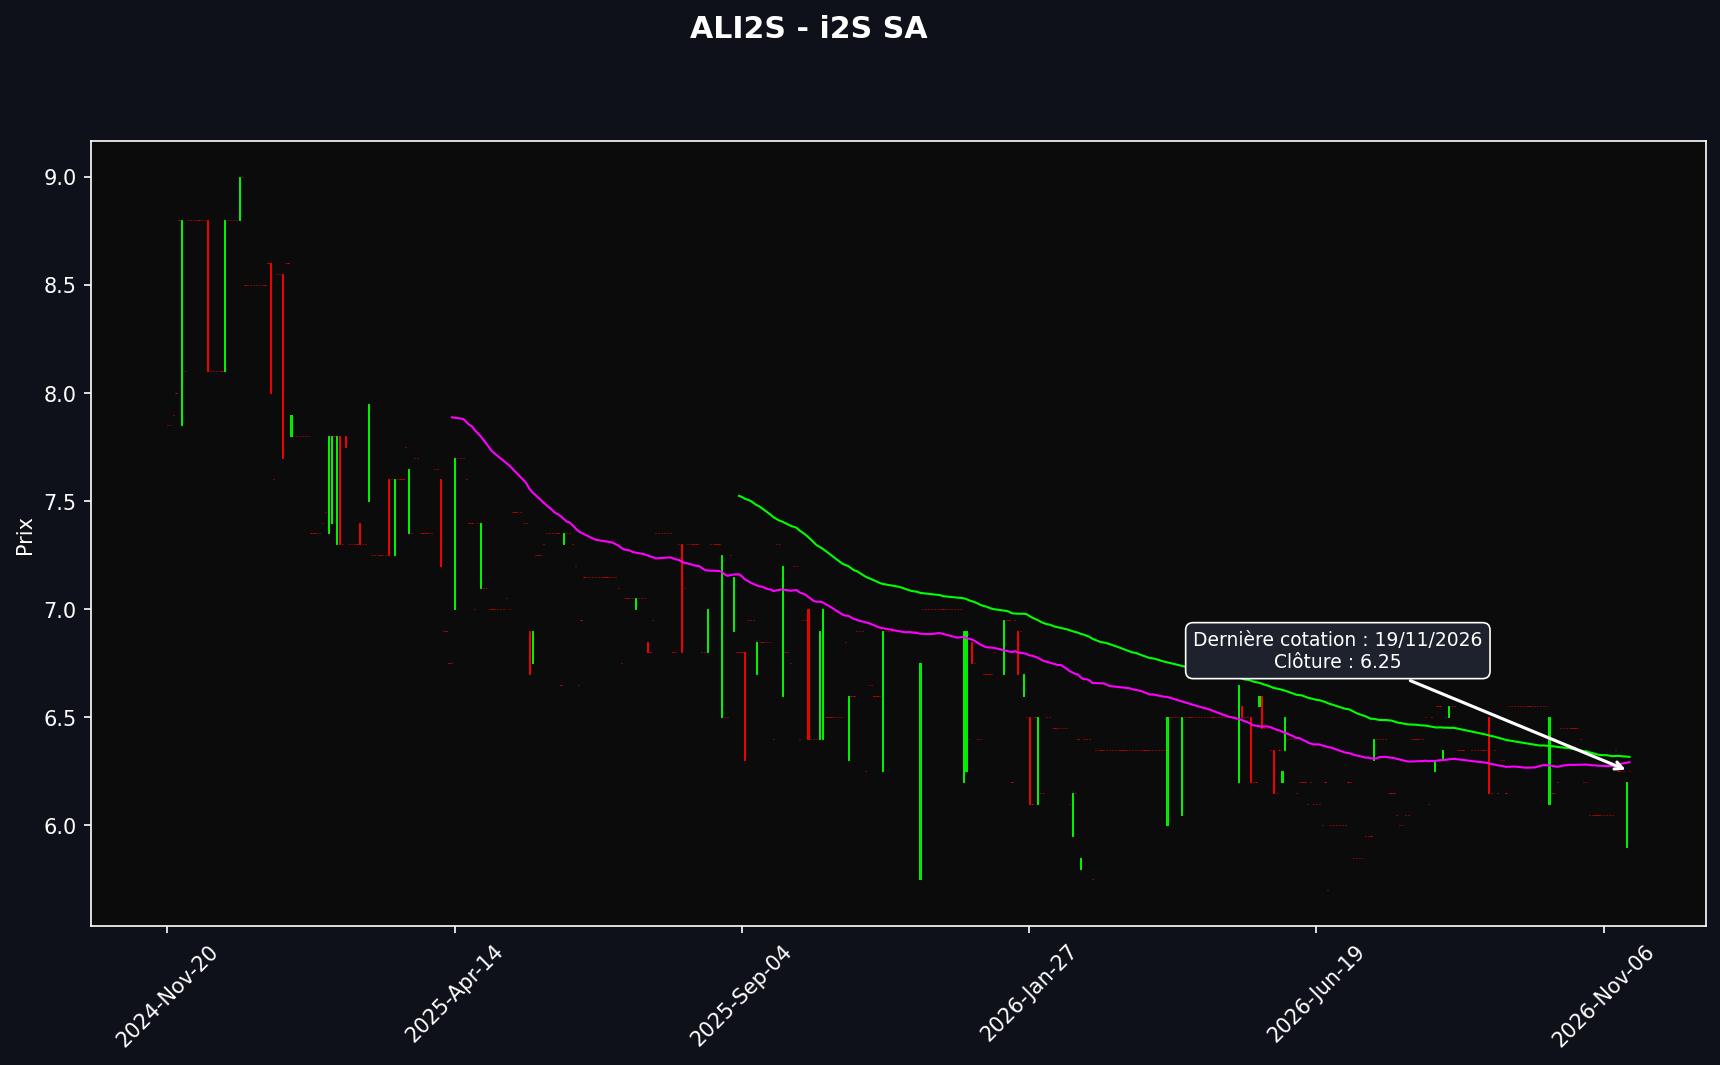 ALI2S - i2S SA
9.0
8.5
8.0
7.5
7.0
6.5
6.0
Prix
Dernière cotation : 19/11/2026
Clôture : 6.25
2024-Nov-20
2025-Apr-14
2025-Sep-04
2026-Jan-27
2026-Jun-19
2026-Nov-06